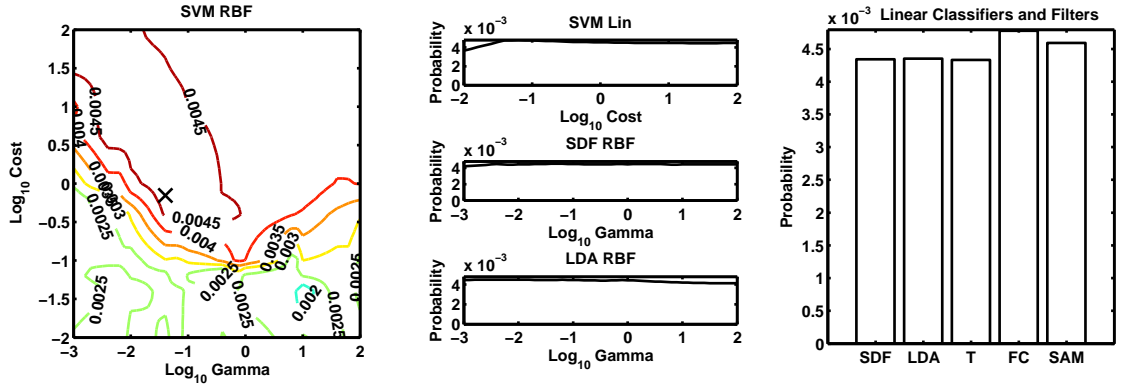 SVM RBF
2
1.5
1
0.5
0
−0.5
−1
−1.5
−2
Log10 Cost
−3 −2 −1 0 1 2
Log10 Gamma
0.0045
0.0045
0.004
0.0035
0.003
0.0025
0.0045
0.004
0.0035
0.003
0.0025
0.0025
0.0025
0.002
0.0025
SVM Lin
x 10−3
4
2
0
Probability
−2 −1 0 1 2
Log10 Cost
SDF RBF
x 10−3
4
2
0
Probability
−3 −2 −1 0 1 2
Log10 Gamma
LDA RBF
x 10−3
4
2
0
Probability
−3 −2 −1 0 1 2
Log10 Gamma
Linear Classifiers and Filters
x 10−3
4.5
4
3.5
3
2.5
2
1.5
1
0.5
0
Probability
SDF LDA T FC SAM